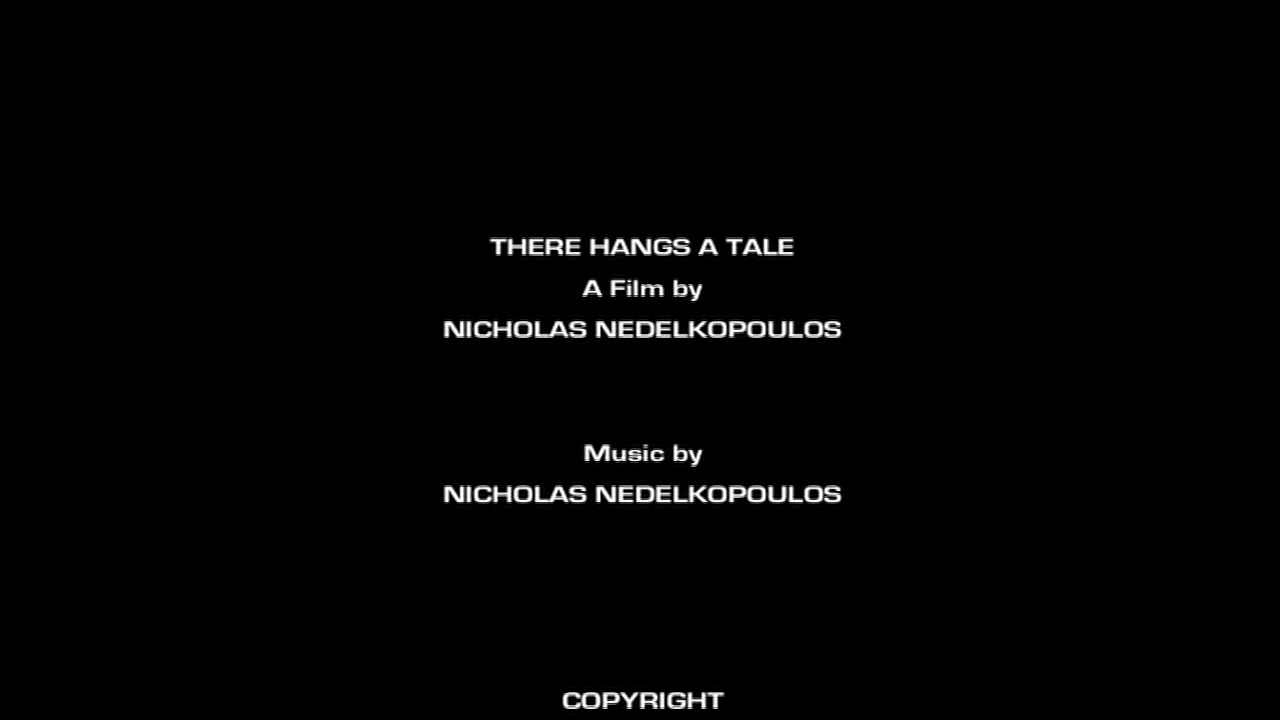 THERE HANGS A TALE
A Film by
NICHOLAS NEDELKOPOULOS
Music by
NICHOLAS NEDELKOPOULOS
COPYRIGHT